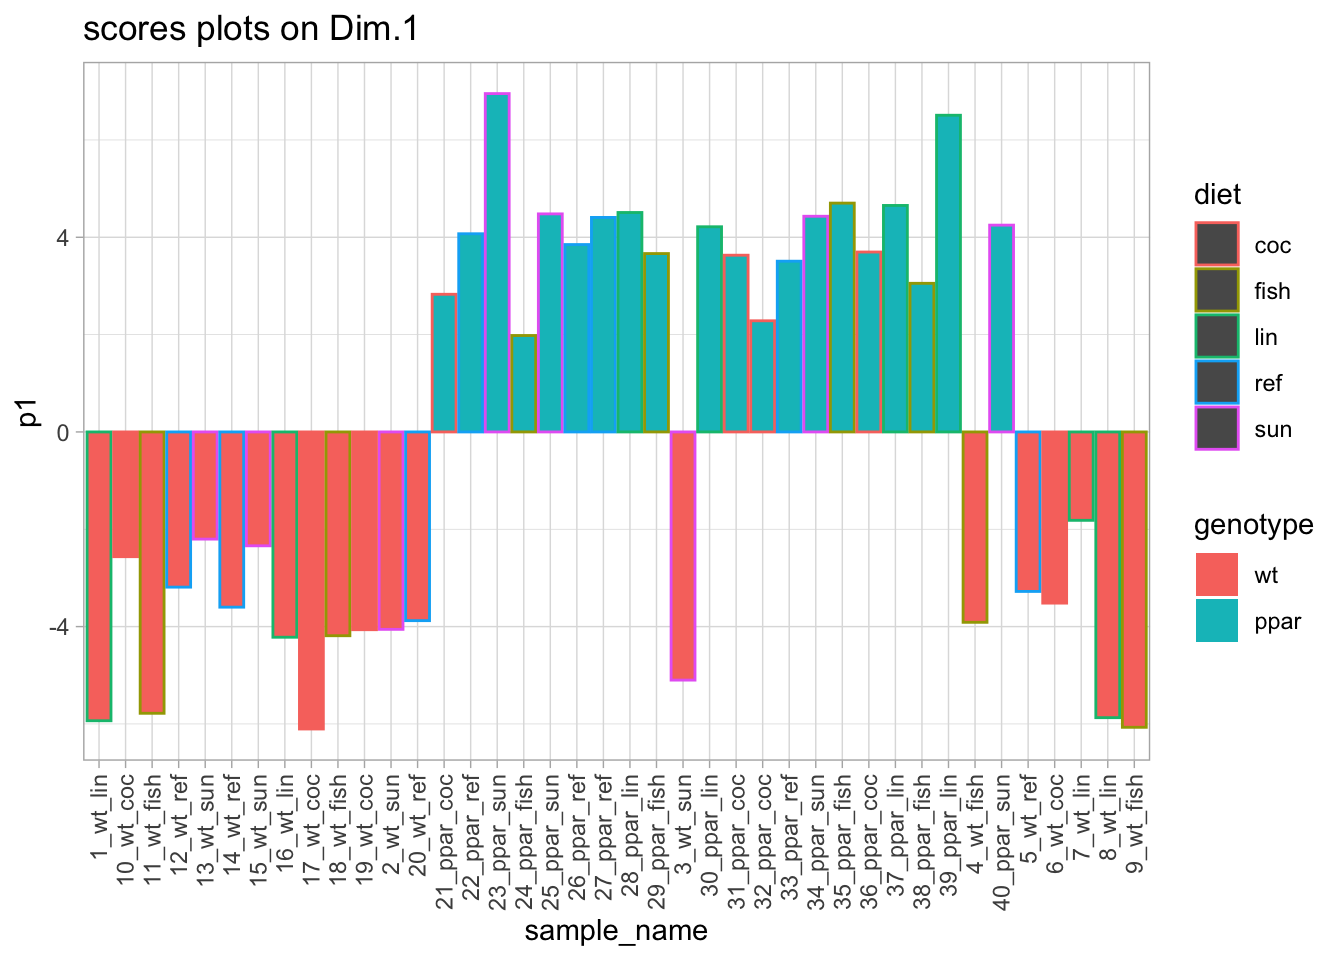 scores plots on Dim.1
p1
4
0
-4
1_wt_lin
10_wt_coc
11_wt_fish
12_wt_ref
13_wt_sun
14_wt_ref
15_wt_sun
16_wt_lin
17_wt_coc
18_wt_fish
19_wt_coc
2_wt_sun
20_wt_ref
21_ppar_coc
22_ppar_ref
23_ppar_sun
24_ppar_fish
25_ppar_sun
26_ppar_ref
27_ppar_ref
28_ppar_lin
29_ppar_fish
3_wt_sun
30_ppar_lin
31_ppar_coc
32_ppar_coc
33_ppar_ref
34_ppar_sun
35_ppar_fish
36_ppar_coc
37_ppar_lin
38_ppar_fish
39_ppar_lin
4_wt_fish
40_ppar_sun
5_wt_ref
6_wt_coc
7_wt_lin
8_wt_lin
9_wt_fish
sample_name
diet
coc
fish
lin
ref
sun
genotype
wt
ppar